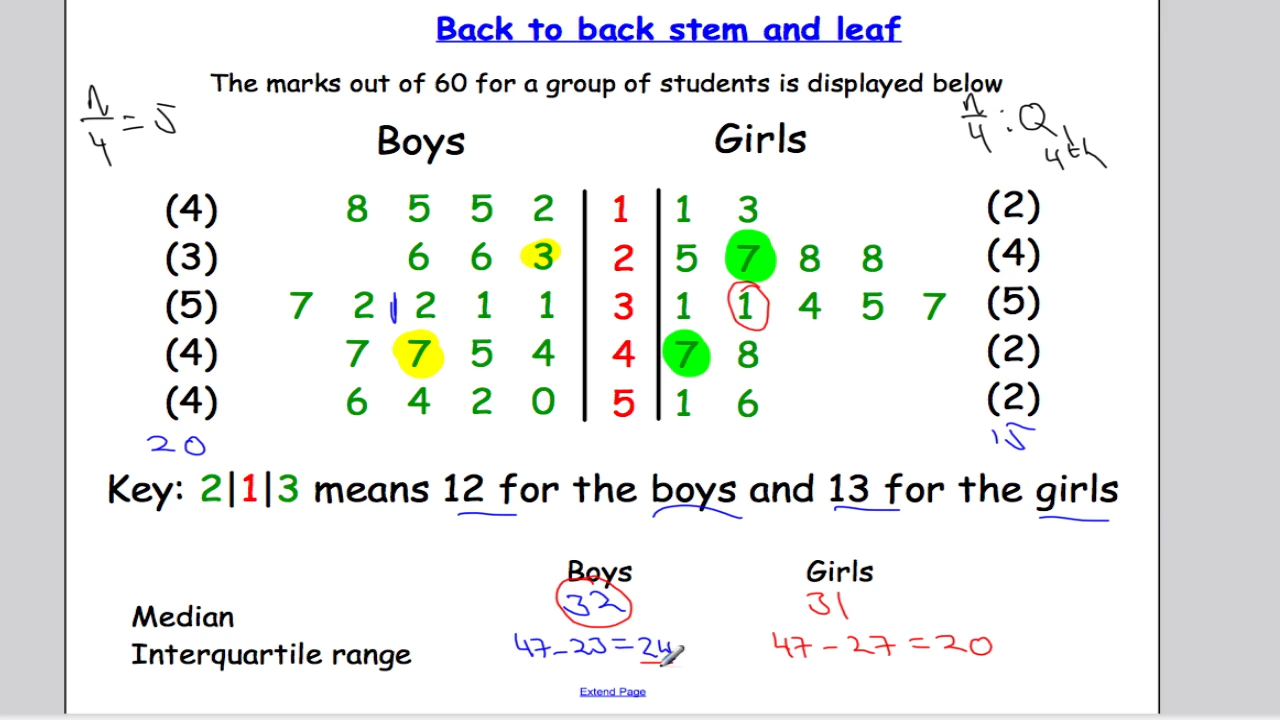 Back to back stem and leaf
The marks out of 60 for a group of students is displayed below
n/4 = 5
n/4 : Q1
4th
Boys Girls
(4) 8 5 5 2 | 1 | 1 3 (2)
(3) 6 6 3 | 2 | 5 7 8 8 (4)
(5) 7 2 2 1 1 | 3 | 1 1 4 5 7 (5)
(4) 7 7 5 4 | 4 | 7 8 (2)
(4) 6 4 2 0 | 5 | 1 6 (2)
20 15
Key: 2|1|3 means 12 for the boys and 13 for the girls
Boys Girls
Median 32 31
Interquartile range 47 - 23 = 24 47 - 27 = 20
Extend Page